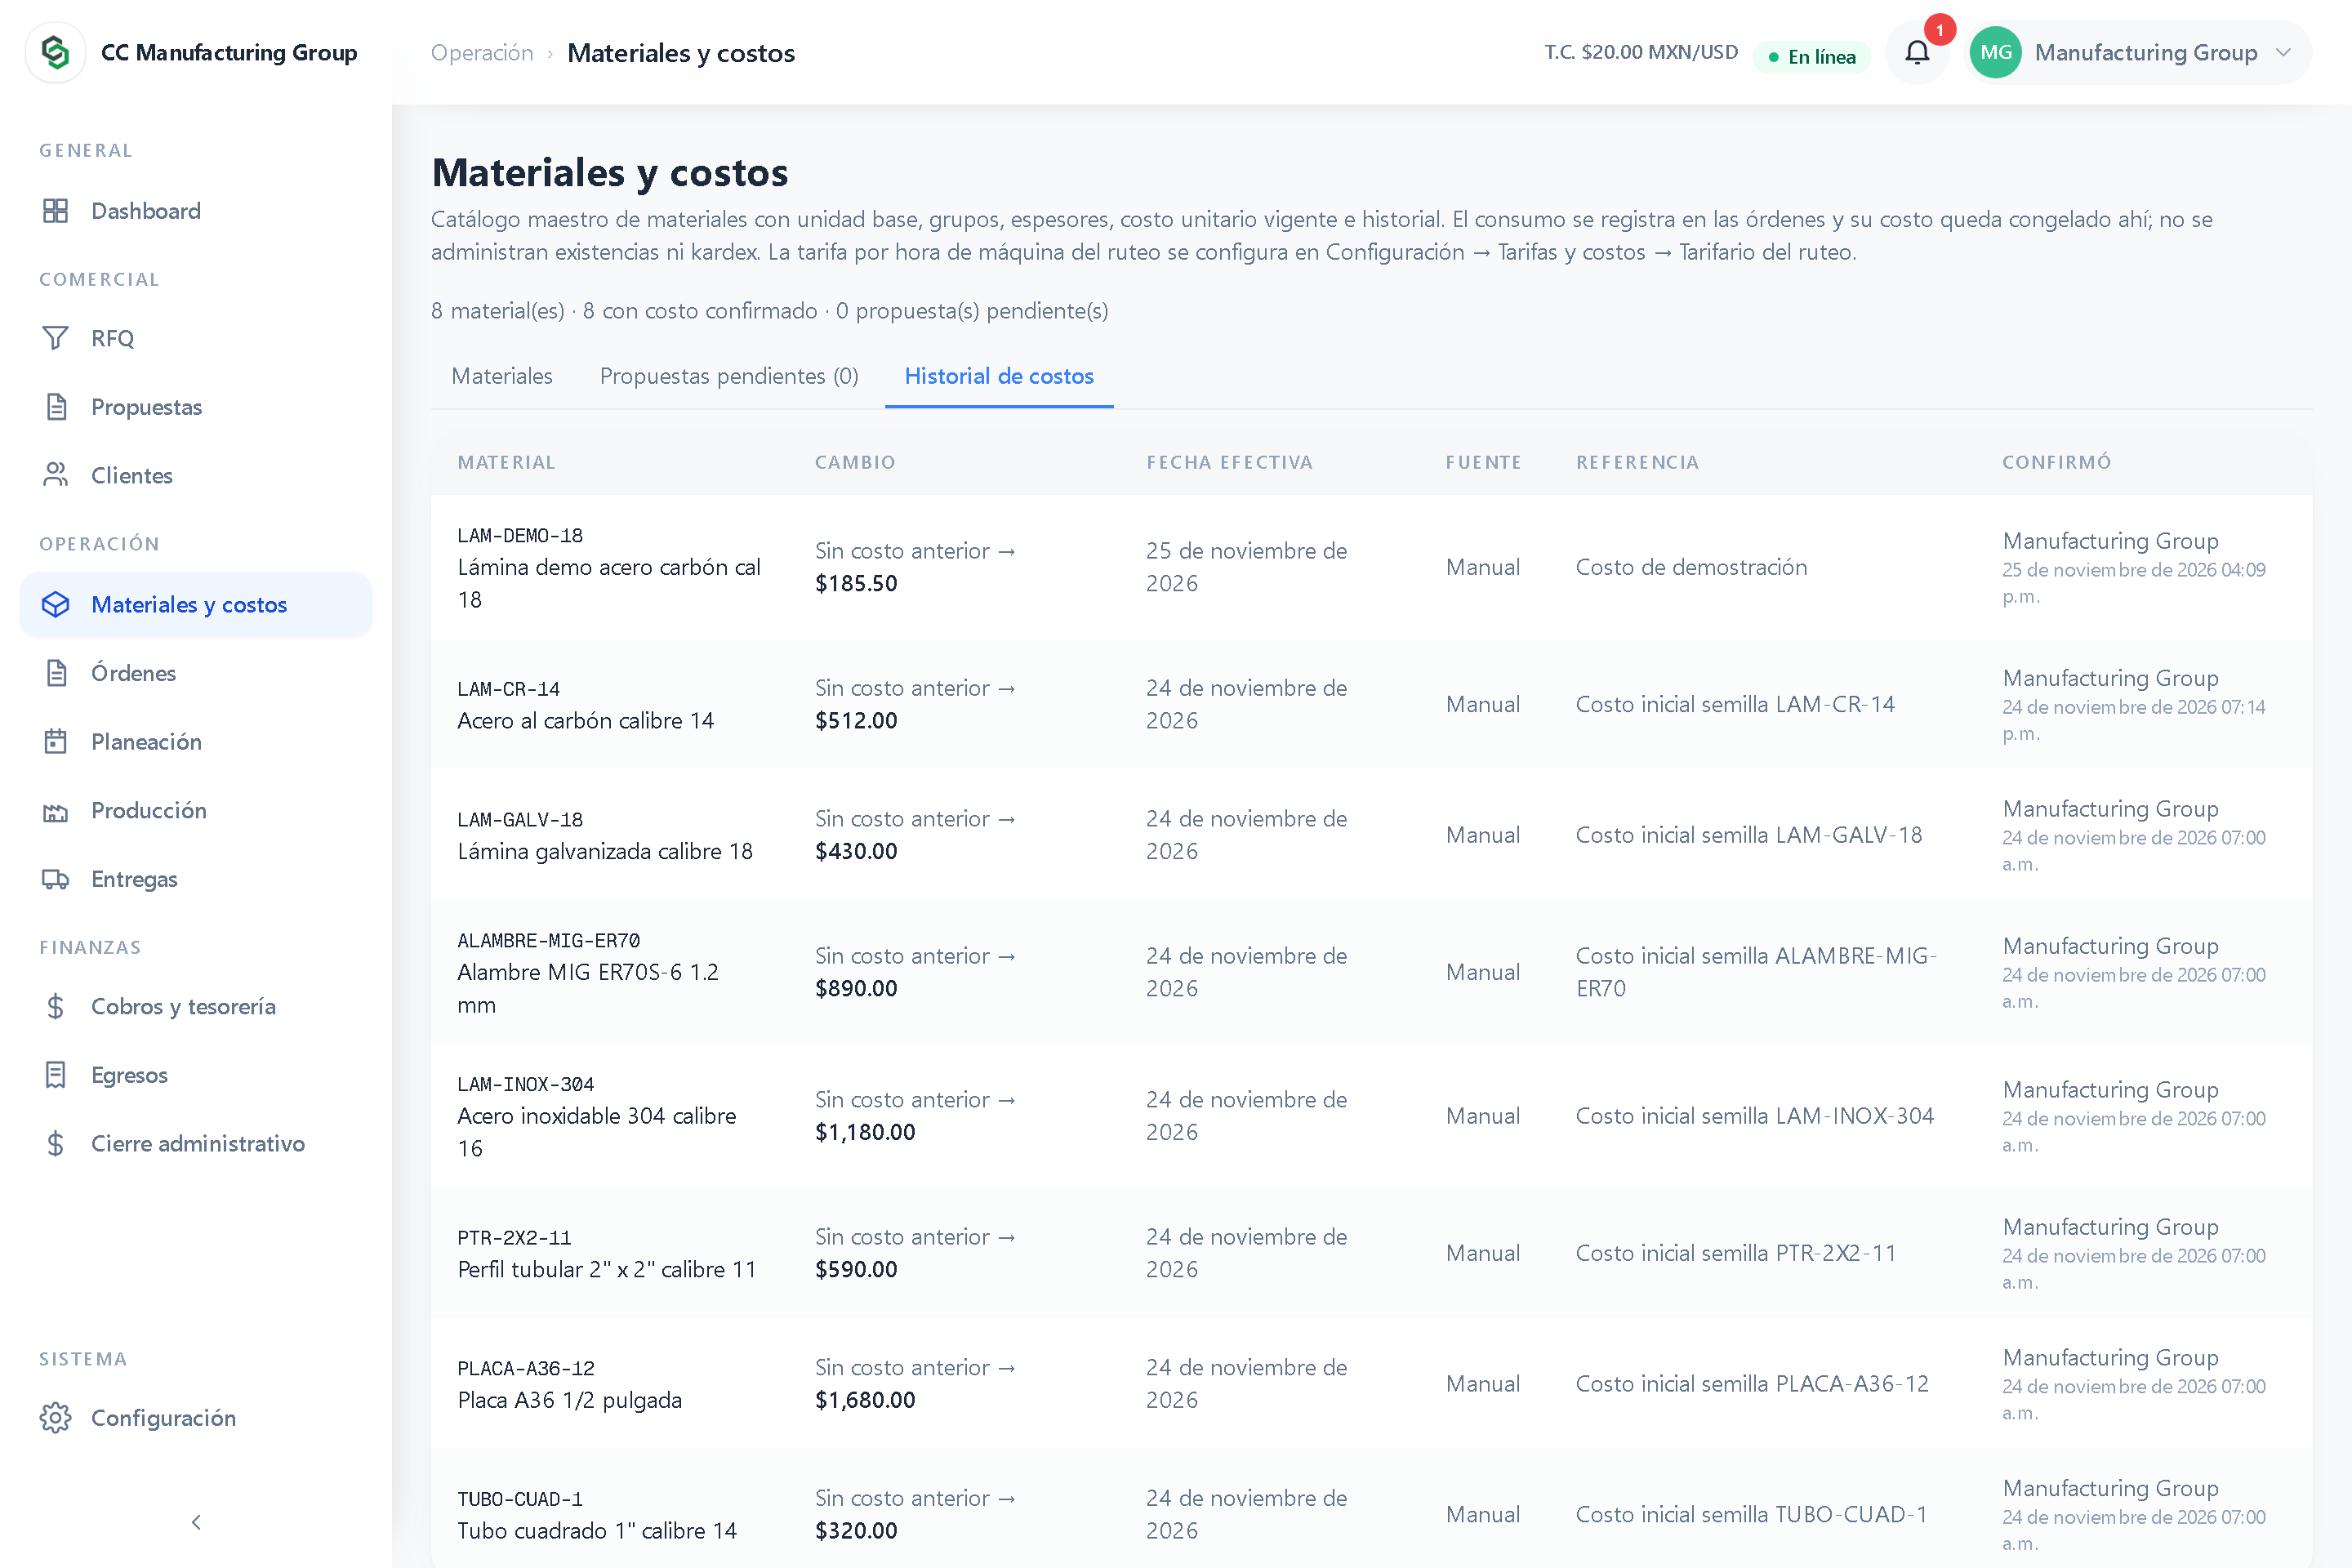 CC Manufacturing Group
Operación › Materiales y costos
T.C. $20.00 MXN/USD
En línea
1
MG
Manufacturing Group
GENERAL
Dashboard
COMERCIAL
RFQ
Propuestas
Clientes
OPERACIÓN
Materiales y costos
Órdenes
Planeación
Producción
Entregas
FINANZAS
Cobros y tesorería
Egresos
Cierre administrativo
SISTEMA
Configuración
Materiales y costos
Catálogo maestro de materiales con unidad base, grupos, espesores, costo unitario vigente e historial. El consumo se registra en las órdenes y su costo queda congelado ahí; no se
administran existencias ni kardex. La tarifa por hora de máquina del ruteo se configura en Configuración → Tarifas y costos → Tarifario del ruteo.
8 material(es) · 8 con costo confirmado · 0 propuesta(s) pendiente(s)
Materiales
Propuestas pendientes (0)
Historial de costos
MATERIAL
CAMBIO
FECHA EFECTIVA
FUENTE
REFERENCIA
CONFIRMÓ
LAM-DEMO-18
Lámina demo acero carbón cal
18
Sin costo anterior →
$185.50
25 de noviembre de
2026
Manual
Costo de demostración
Manufacturing Group
25 de noviembre de 2026 04:09
p.m.
LAM-CR-14
Acero al carbón calibre 14
Sin costo anterior →
$512.00
24 de noviembre de
2026
Manual
Costo inicial semilla LAM-CR-14
Manufacturing Group
24 de noviembre de 2026 07:14
p.m.
LAM-GALV-18
Lámina galvanizada calibre 18
Sin costo anterior →
$430.00
24 de noviembre de
2026
Manual
Costo inicial semilla LAM-GALV-18
Manufacturing Group
24 de noviembre de 2026 07:00
a.m.
ALAMBRE-MIG-ER70
Alambre MIG ER70S-6 1.2
mm
Sin costo anterior →
$890.00
24 de noviembre de
2026
Manual
Costo inicial semilla ALAMBRE-MIG-
ER70
Manufacturing Group
24 de noviembre de 2026 07:00
a.m.
LAM-INOX-304
Acero inoxidable 304 calibre
16
Sin costo anterior →
$1,180.00
24 de noviembre de
2026
Manual
Costo inicial semilla LAM-INOX-304
Manufacturing Group
24 de noviembre de 2026 07:00
a.m.
PTR-2X2-11
Perfil tubular 2" x 2" calibre 11
Sin costo anterior →
$590.00
24 de noviembre de
2026
Manual
Costo inicial semilla PTR-2X2-11
Manufacturing Group
24 de noviembre de 2026 07:00
a.m.
PLACA-A36-12
Placa A36 1/2 pulgada
Sin costo anterior →
$1,680.00
24 de noviembre de
2026
Manual
Costo inicial semilla PLACA-A36-12
Manufacturing Group
24 de noviembre de 2026 07:00
a.m.
TUBO-CUAD-1
Tubo cuadrado 1" calibre 14
Sin costo anterior →
$320.00
24 de noviembre de
2026
Manual
Costo inicial semilla TUBO-CUAD-1
Manufacturing Group
24 de noviembre de 2026 07:00
a.m.